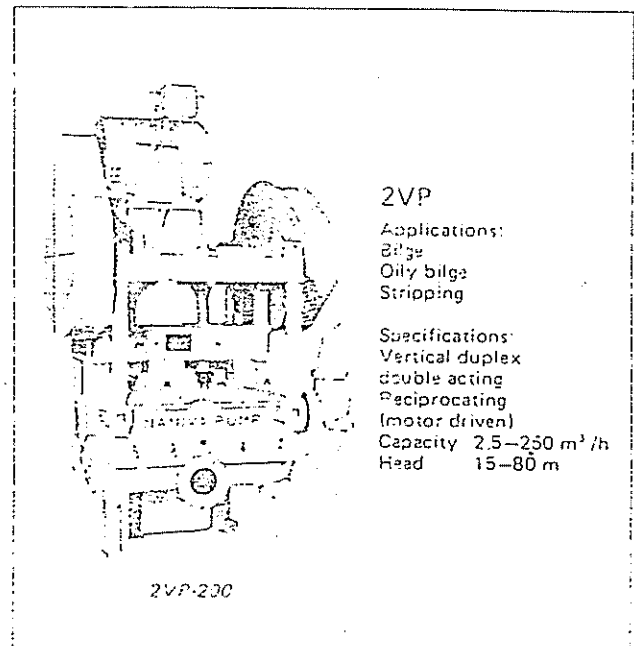 2VP
Applications:
Bilge
Oily bilge
Stripping
Specifications:
Vertical duplex
double acting
Reciprocating
(motor driven)
Capacity 2.5–250 m³/h
Head 15–80 m
PUMP
2VP-200